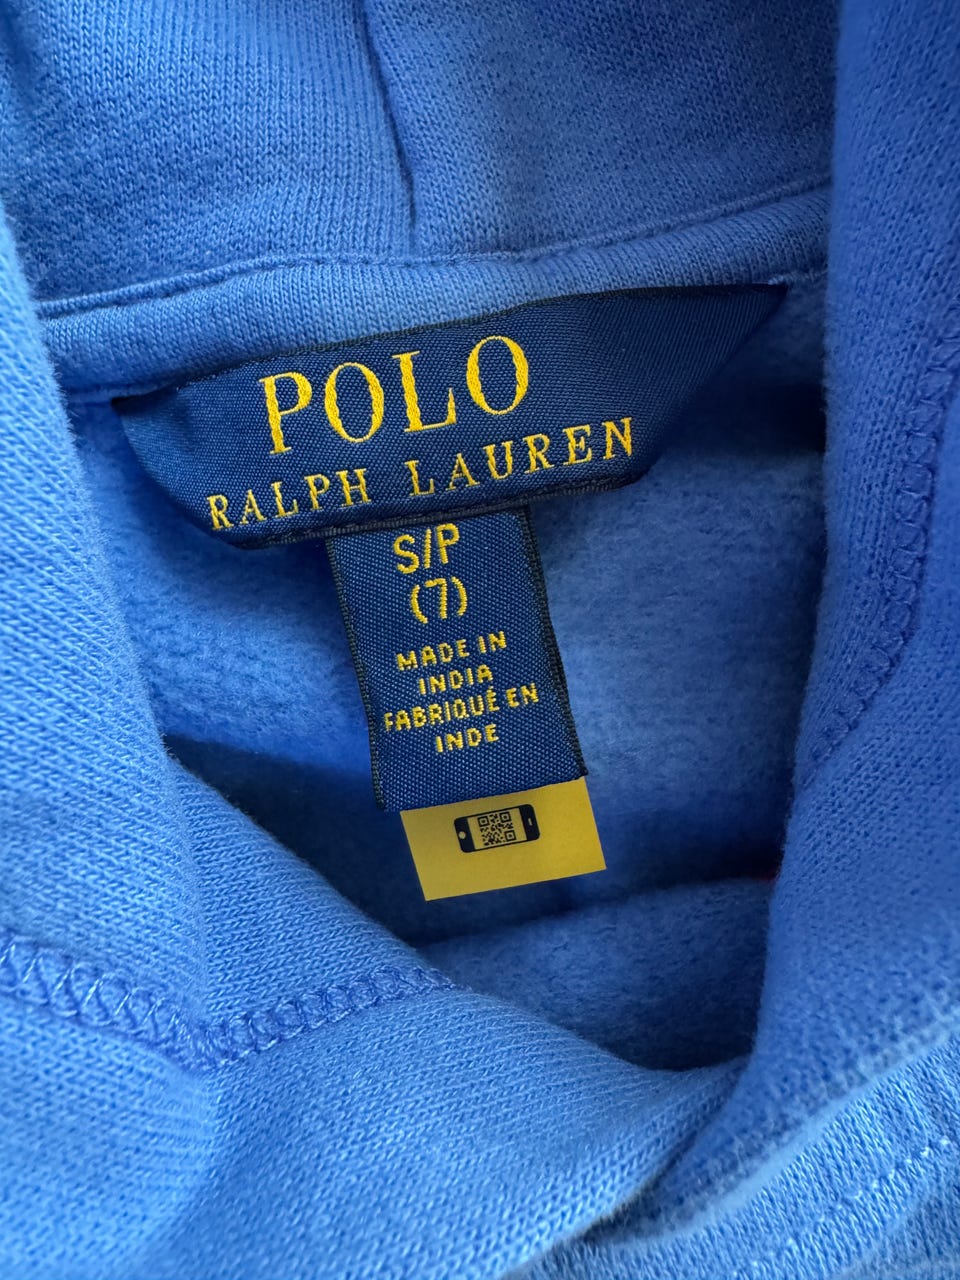 POLO
RALPH LAUREN
S/P
(7)
MADE IN
INDIA
FABRIQUÉ EN
INDE